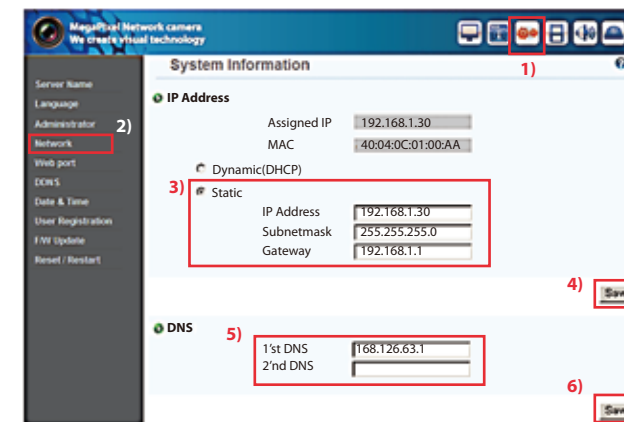 MegaPixel Network camera
We create visual technology
System Information
1)
Server Name
Language
Administrator
2)
Network
Web port
DDNS
Date & Time
User Registration
F/W Update
Reset / Restart
IP Address
Assigned IP 192.168.1.30
MAC 40:04:0C:01:00:AA
Dynamic(DHCP)
3) Static
IP Address 192.168.1.30
Subnetmask 255.255.255.0
Gateway 192.168.1.1
4)
Sav
DNS
5)
1'st DNS 168.126.63.1
2'nd DNS
6)
Sav